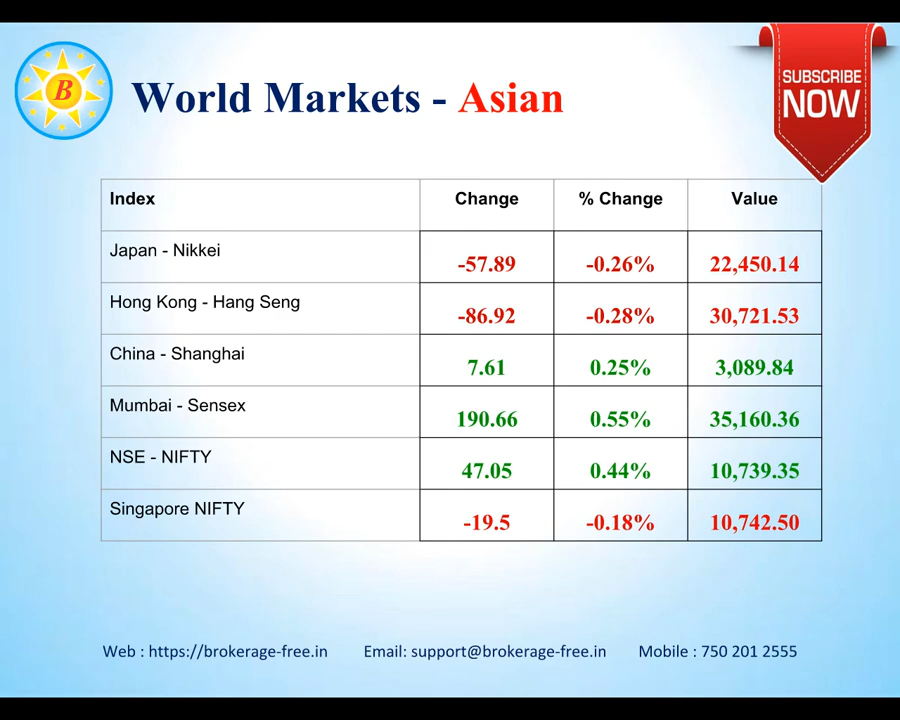 B
World Markets - Asian
SUBSCRIBE
NOW
Index Change % Change Value
Japan - Nikkei -57.89 -0.26% 22,450.14
Hong Kong - Hang Seng -86.92 -0.28% 30,721.53
China - Shanghai 7.61 0.25% 3,089.84
Mumbai - Sensex 190.66 0.55% 35,160.36
NSE - NIFTY 47.05 0.44% 10,739.35
Singapore NIFTY -19.5 -0.18% 10,742.50
Web : https://brokerage-free.in Email: support@brokerage-free.in Mobile : 750 201 2555